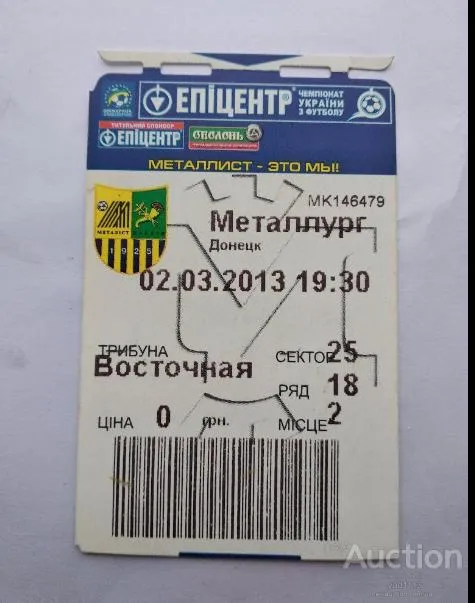 ЕПІЦЕНТР®
ЧЕМПІОНАТ
УКРАЇНИ
З ФУТБОЛУ
ТИТУЛЬНИЙ СПОНСОР
ЕПІЦЕНТР
ОБОЛОНЬ
МЕТАЛЛИСТ - ЭТО МЫ!
МК146479
МЕТАЛІСТ
1925
Металлург
Донецк
02.03.2013 19:30
ТРИБУНА
СЕКТОР 25
Восточная
РЯД 18
ЦІНА 0 грн.
МІСЦЕ 2
Auction